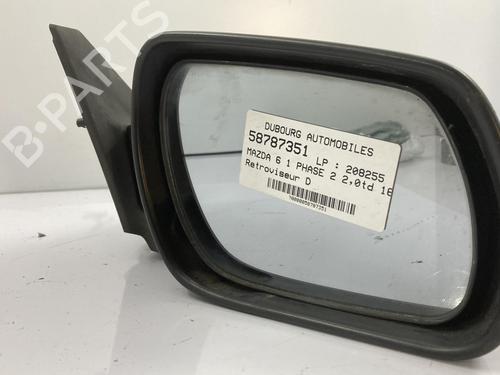 B-PARTS
DUBOURG AUTOMOBILES
58787351 LP : 208255
MAZDA 6 1 PHASE 2 2,0td 16
Retroviseur D